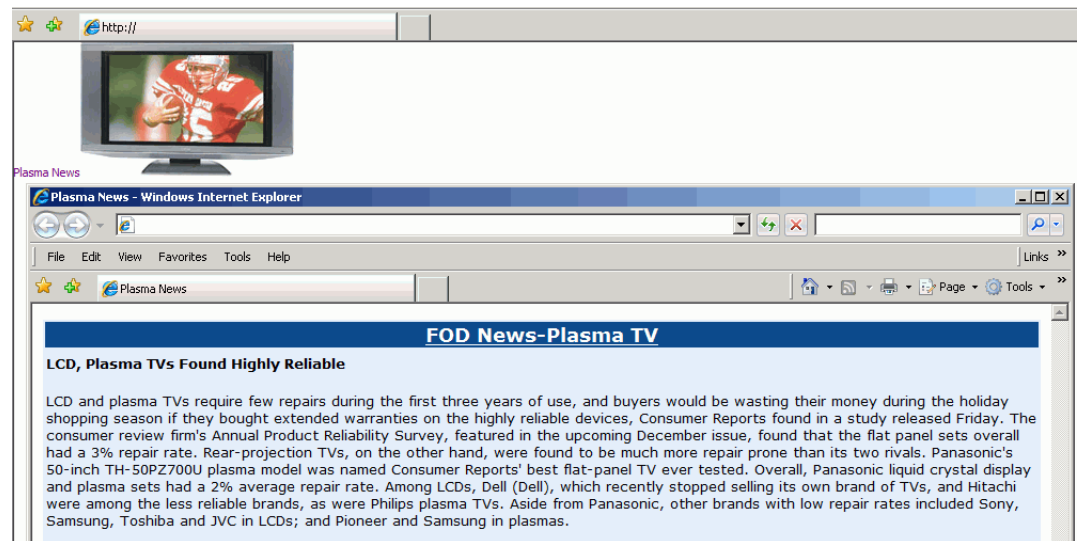 http://
Plasma News
Plasma News - Windows Internet Explorer
File Edit View Favorites Tools Help
Links »
Plasma News
Page Tools »
FOD News-Plasma TV
LCD, Plasma TVs Found Highly Reliable
LCD and plasma TVs require few repairs during the first three years of use, and buyers would be wasting their money during the holiday
shopping season if they bought extended warranties on the highly reliable devices, Consumer Reports found in a study released Friday. The
consumer review firm's Annual Product Reliability Survey, featured in the upcoming December issue, found that the flat panel sets overall
had a 3% repair rate. Rear-projection TVs, on the other hand, were found to be much more repair prone than its two rivals. Panasonic's
50-inch TH-50PZ700U plasma model was named Consumer Reports' best flat-panel TV ever tested. Overall, Panasonic liquid crystal display
and plasma sets had a 2% average repair rate. Among LCDs, Dell (Dell), which recently stopped selling its own brand of TVs, and Hitachi
were among the less reliable brands, as were Philips plasma TVs. Aside from Panasonic, other brands with low repair rates included Sony,
Samsung, Toshiba and JVC in LCDs; and Pioneer and Samsung in plasmas.